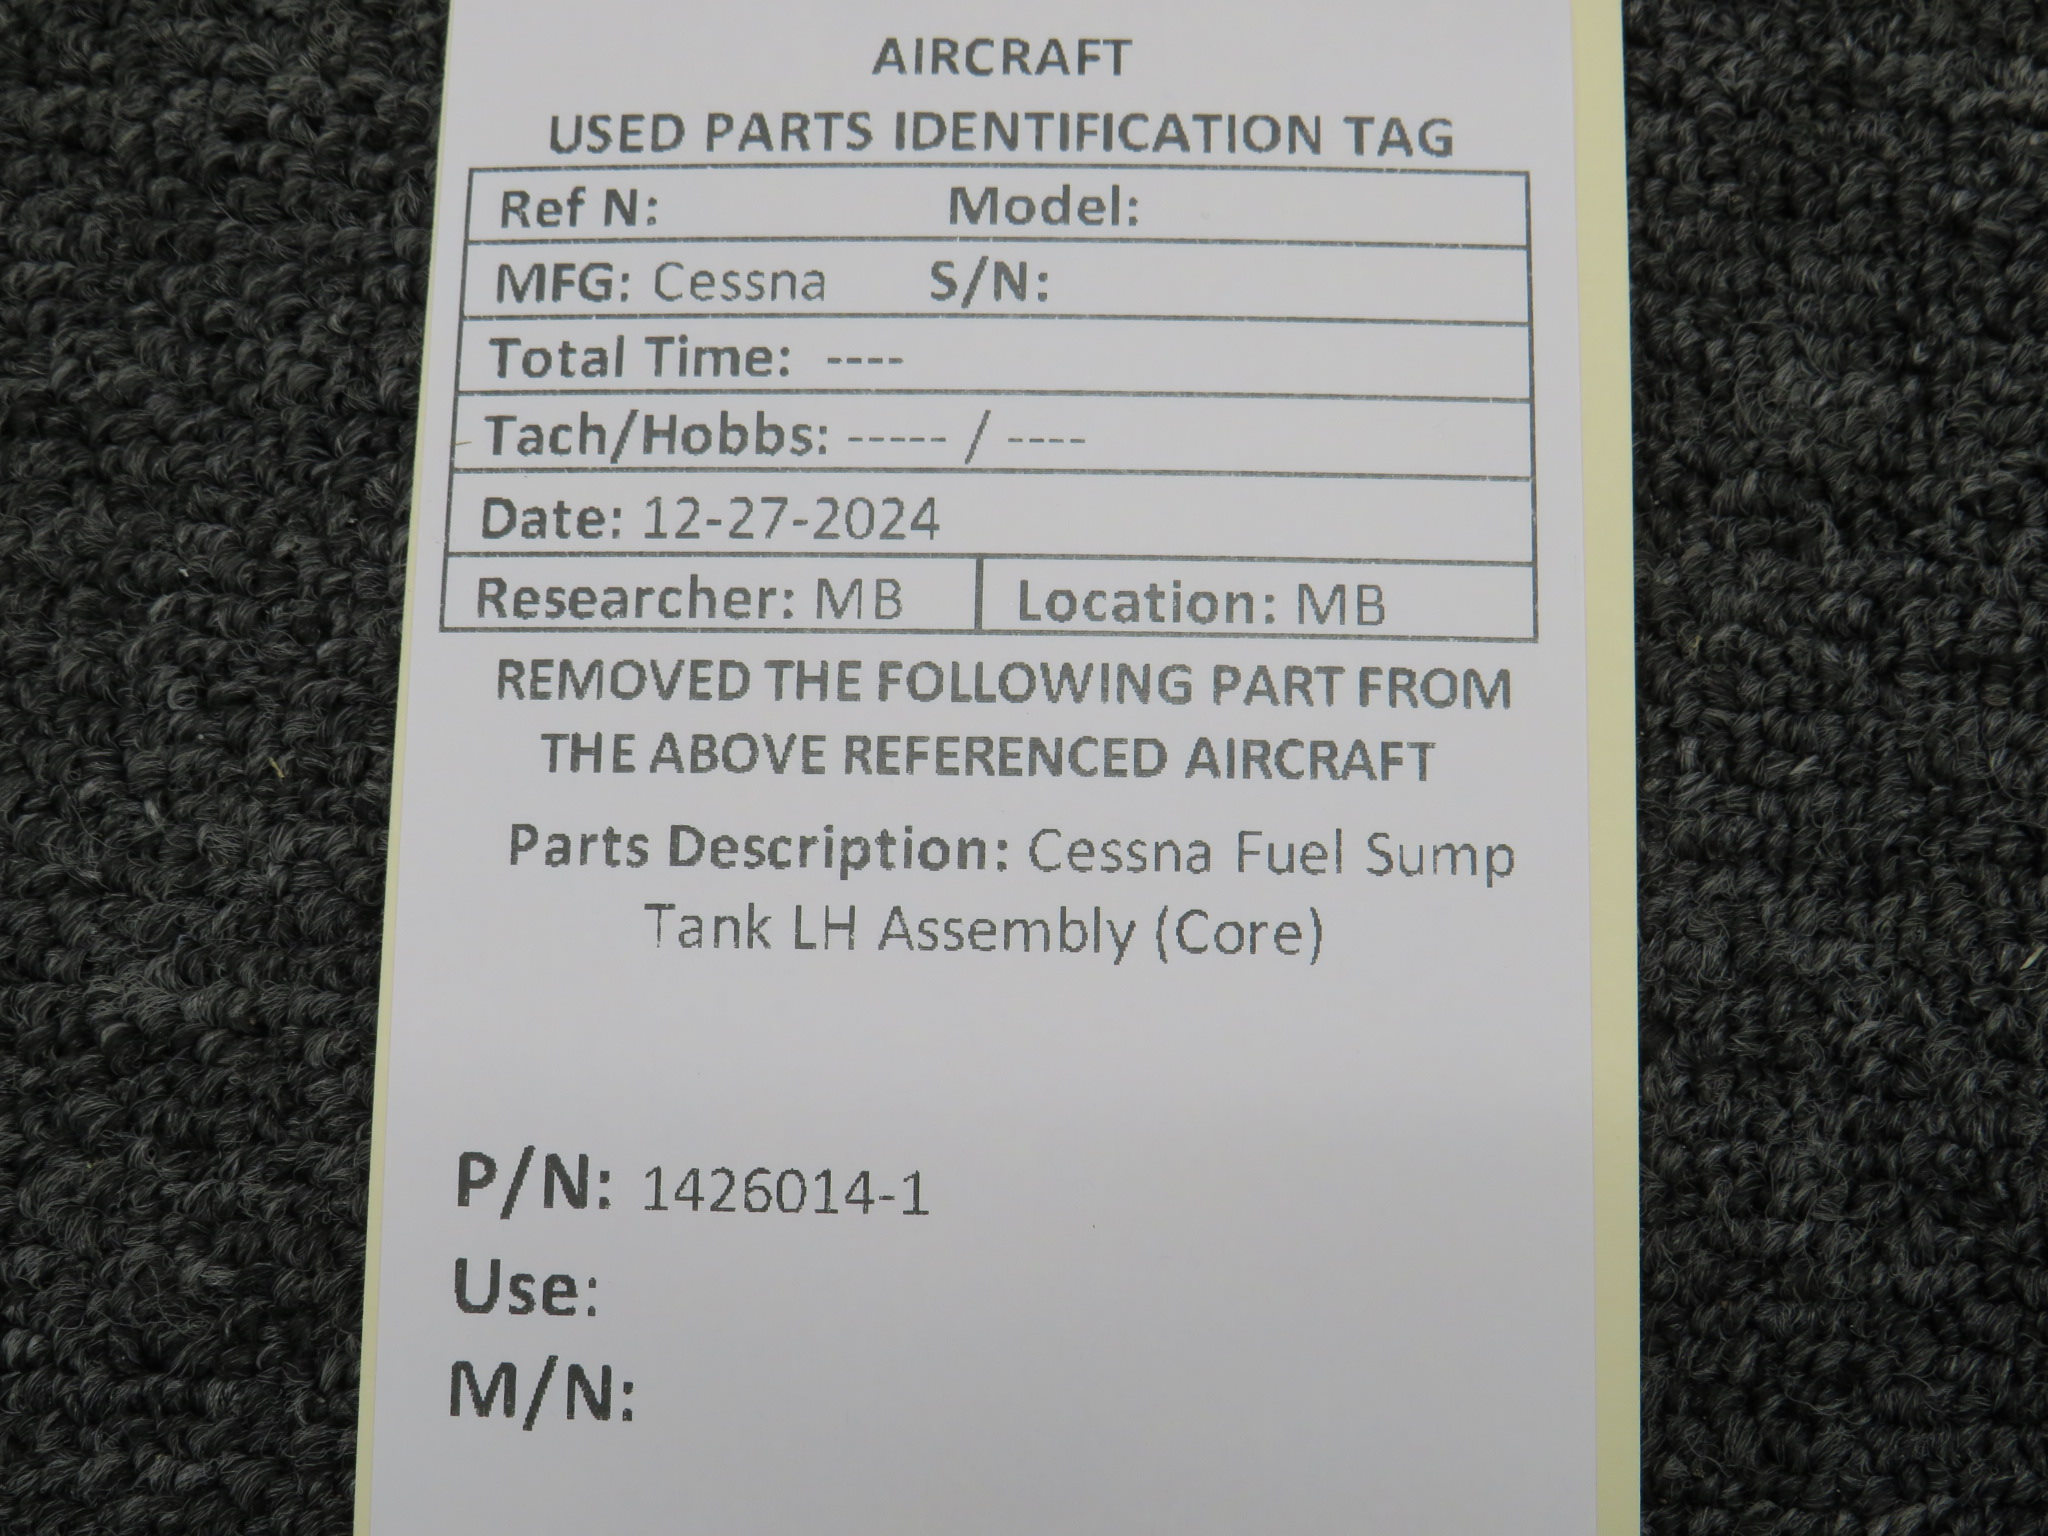 AIRCRAFT
USED PARTS IDENTIFICATION TAG
Ref N: Model:
MFG: Cessna S/N:
Total Time: ----
Tach/Hobbs: ----- / ----
Date: 12-27-2024
Researcher: MB Location: MB
REMOVED THE FOLLOWING PART FROM
THE ABOVE REFERENCED AIRCRAFT
Parts Description: Cessna Fuel Sump
Tank LH Assembly (Core)
P/N: 1426014-1
Use:
M/N: